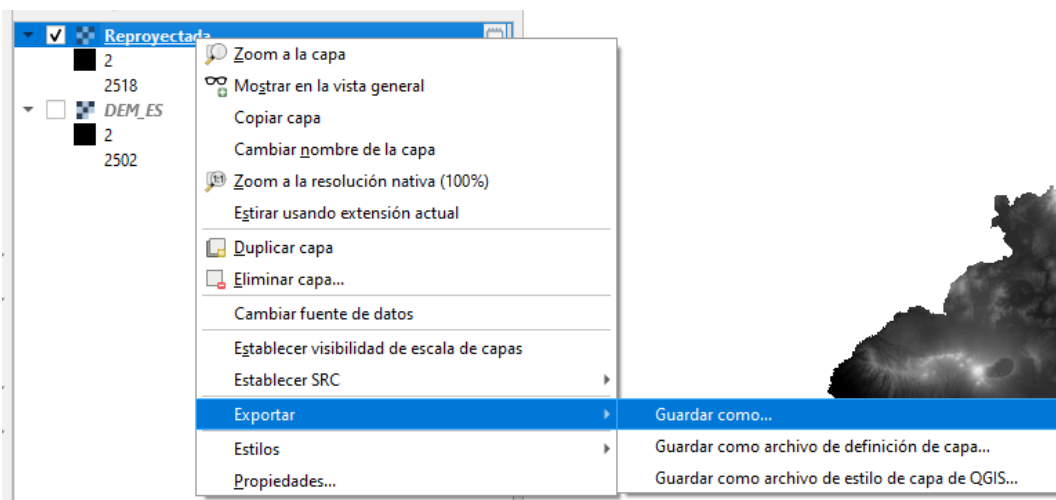 Reproyectada
2
2518
DEM_ES
2
2502
Zoom a la capa
Mostrar en la vista general
Copiar capa
Cambiar nombre de la capa
Zoom a la resolución nativa (100%)
Estirar usando extensión actual
Duplicar capa
Eliminar capa...
Cambiar fuente de datos
Establecer visibilidad de escala de capas
Establecer SRC
Exportar
Estilos
Propiedades...
Guardar como...
Guardar como archivo de definición de capa...
Guardar como archivo de estilo de capa de QGIS...